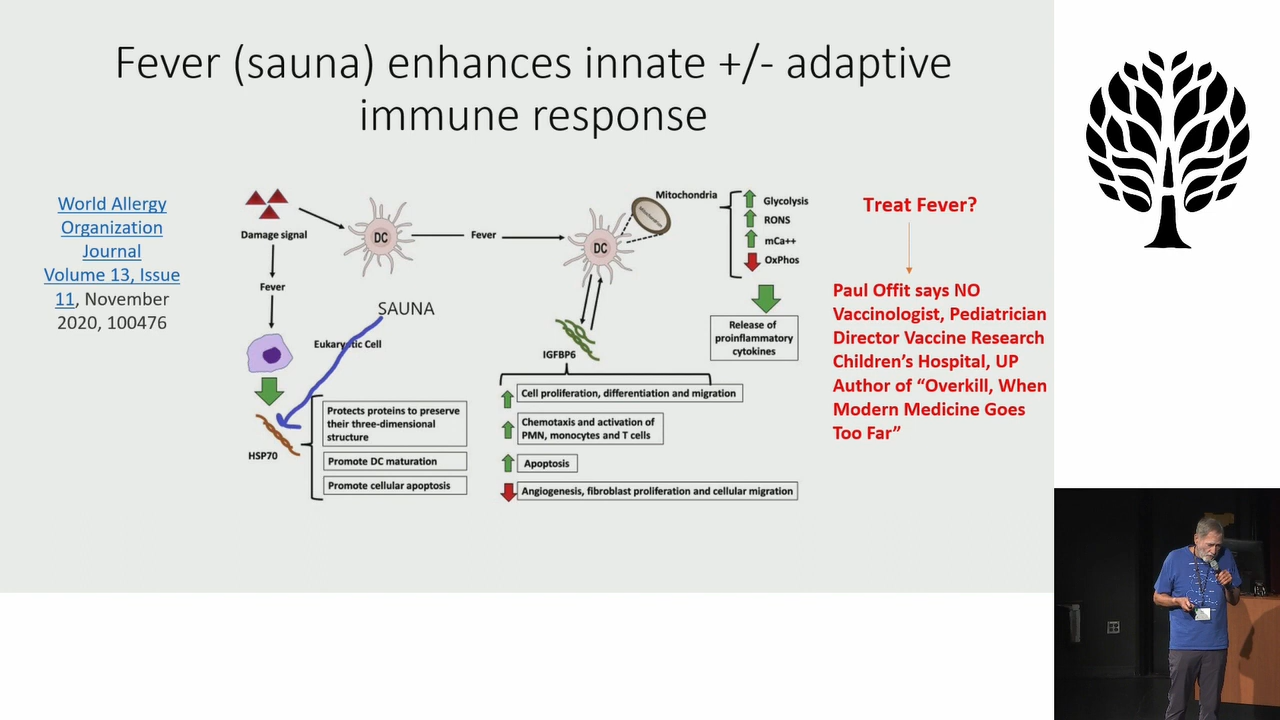 Fever (sauna) enhances innate +/- adaptive
immune response
World Allergy
Organization
Journal
Volume 13, Issue
11, November
2020, 100476
Damage signal
DC
Fever
DC
Mitochondria
Mitochondria
Glycolysis
RONS
mCa++
OxPhos
Release of
proinflammatory
cytokines
Fever
SAUNA
Eukaryotic Cell
HSP70
Protects proteins to preserve
their three-dimensional
structure
Promote DC maturation
Promote cellular apoptosis
IGFBP6
Cell proliferation, differentiation and migration
Chemotaxis and activation of
PMN, monocytes and T cells
Apoptosis
Angiogenesis, fibroblast proliferation and cellular migration
Treat Fever?
Paul Offit says NO
Vaccinologist, Pediatrician
Director Vaccine Research
Children’s Hospital, UP
Author of “Overkill, When
Modern Medicine Goes
Too Far”